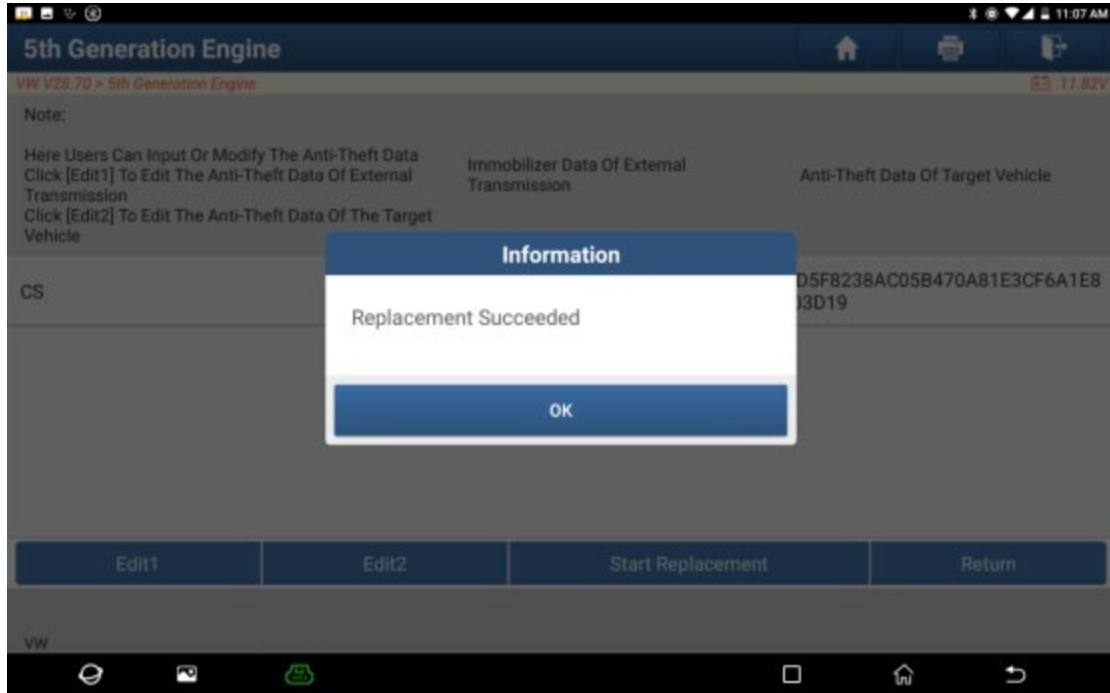 11:07 AM
5th Generation Engine
VW V28.70 > 5th Generation Engine
11.82V
Note:
Here Users Can Input Or Modify The Anti-Theft Data
Click [Edit1] To Edit The Anti-Theft Data Of External
Transmission
Click [Edit2] To Edit The Anti-Theft Data Of The Target
Vehicle
Immobilizer Data Of External
Transmission
Anti-Theft Data Of Target Vehicle
Information
CS
D5F8238AC05B470A81E3CF6A1E8
03D19
Replacement Succeeded
OK
Edit1
Edit2
Start Replacement
Return
VW